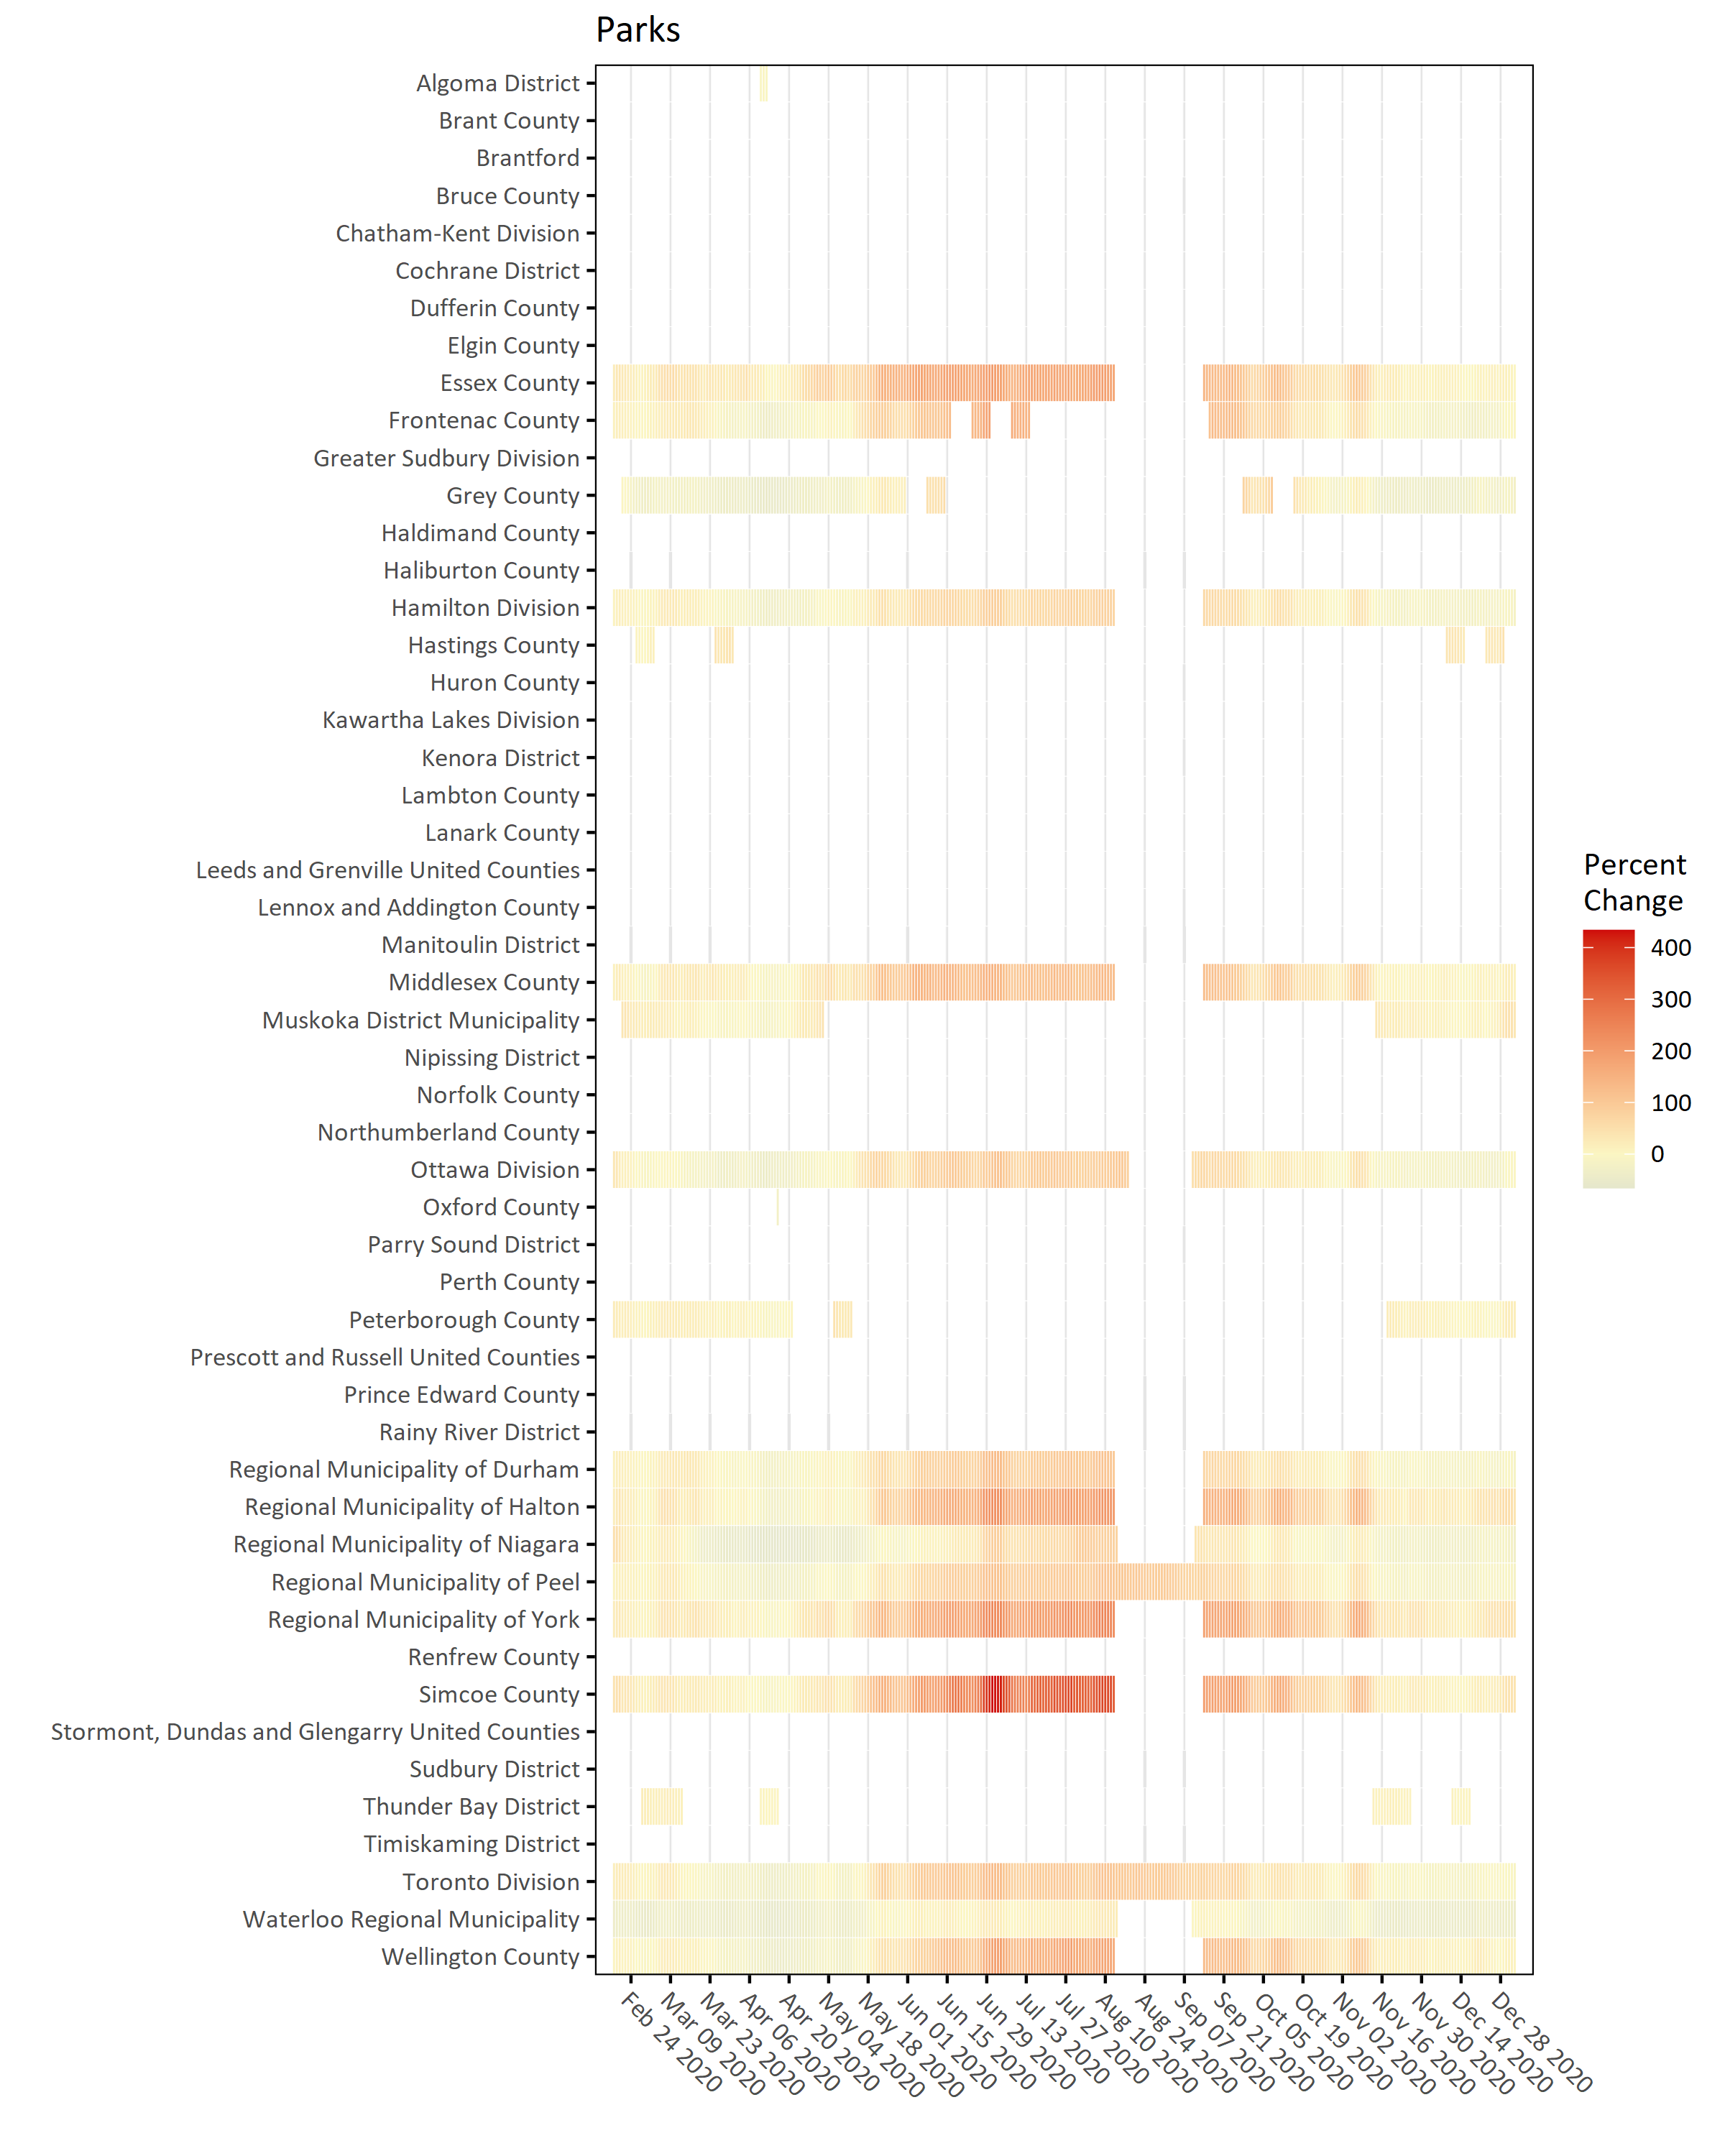 Parks
Algoma District
Brant County
Brantford
Bruce County
Chatham-Kent Division
Cochrane District
Dufferin County
Elgin County
Essex County
Frontenac County
Greater Sudbury Division
Grey County
Haldimand County
Haliburton County
Hamilton Division
Hastings County
Huron County
Kawartha Lakes Division
Kenora District
Lambton County
Lanark County
Leeds and Grenville United Counties
Lennox and Addington County
Manitoulin District
Middlesex County
Muskoka District Municipality
Nipissing District
Norfolk County
Northumberland County
Ottawa Division
Oxford County
Parry Sound District
Perth County
Peterborough County
Prescott and Russell United Counties
Prince Edward County
Rainy River District
Regional Municipality of Durham
Regional Municipality of Halton
Regional Municipality of Niagara
Regional Municipality of Peel
Regional Municipality of York
Renfrew County
Simcoe County
Stormont, Dundas and Glengarry United Counties
Sudbury District
Thunder Bay District
Timiskaming District
Toronto Division
Waterloo Regional Municipality
Wellington County
Feb 24 2020
Mar 09 2020
Mar 23 2020
Apr 06 2020
Apr 20 2020
May 04 2020
May 18 2020
Jun 01 2020
Jun 15 2020
Jun 29 2020
Jul 13 2020
Jul 27 2020
Aug 10 2020
Aug 24 2020
Sep 07 2020
Sep 21 2020
Oct 05 2020
Oct 19 2020
Nov 02 2020
Nov 16 2020
Nov 30 2020
Dec 14 2020
Dec 28 2020
Percent
Change
400
300
200
100
0